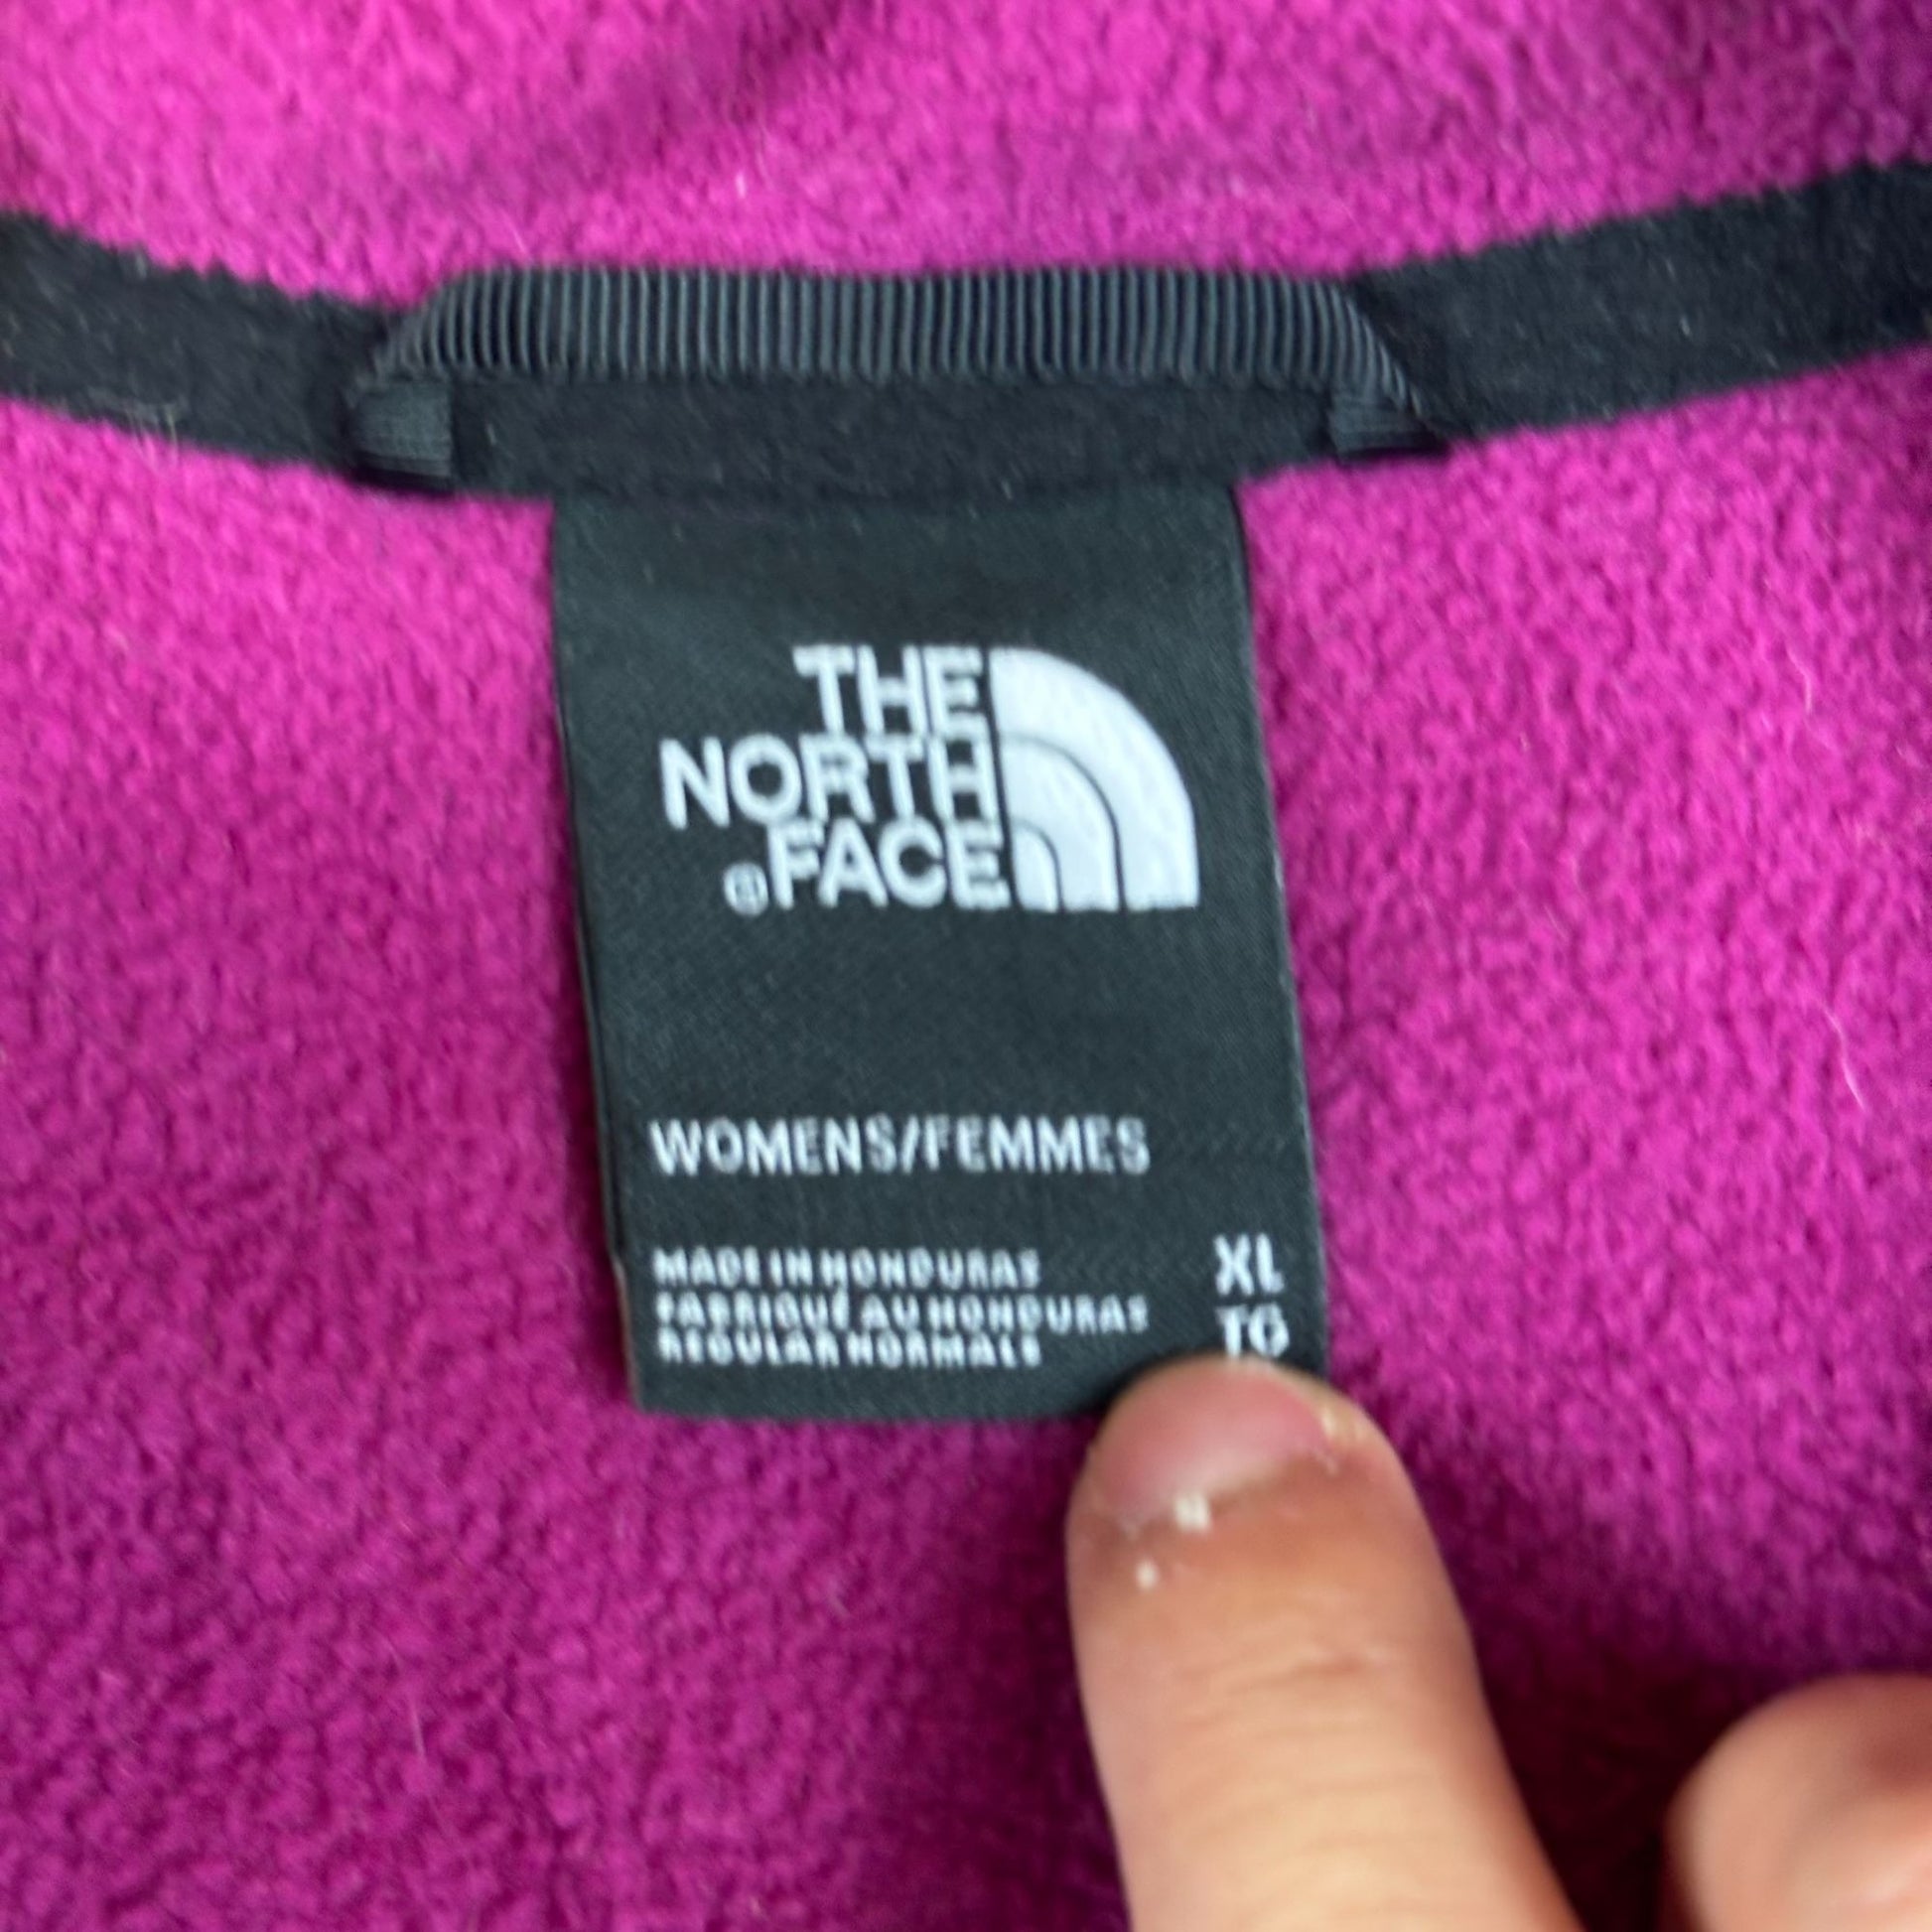 THE
NORTH
®FACE
WOMENS/FEMMES
MADE IN HONDURAS XL
FABRIQUÉ AU HONDURAS TG
REGULAR NORMALE